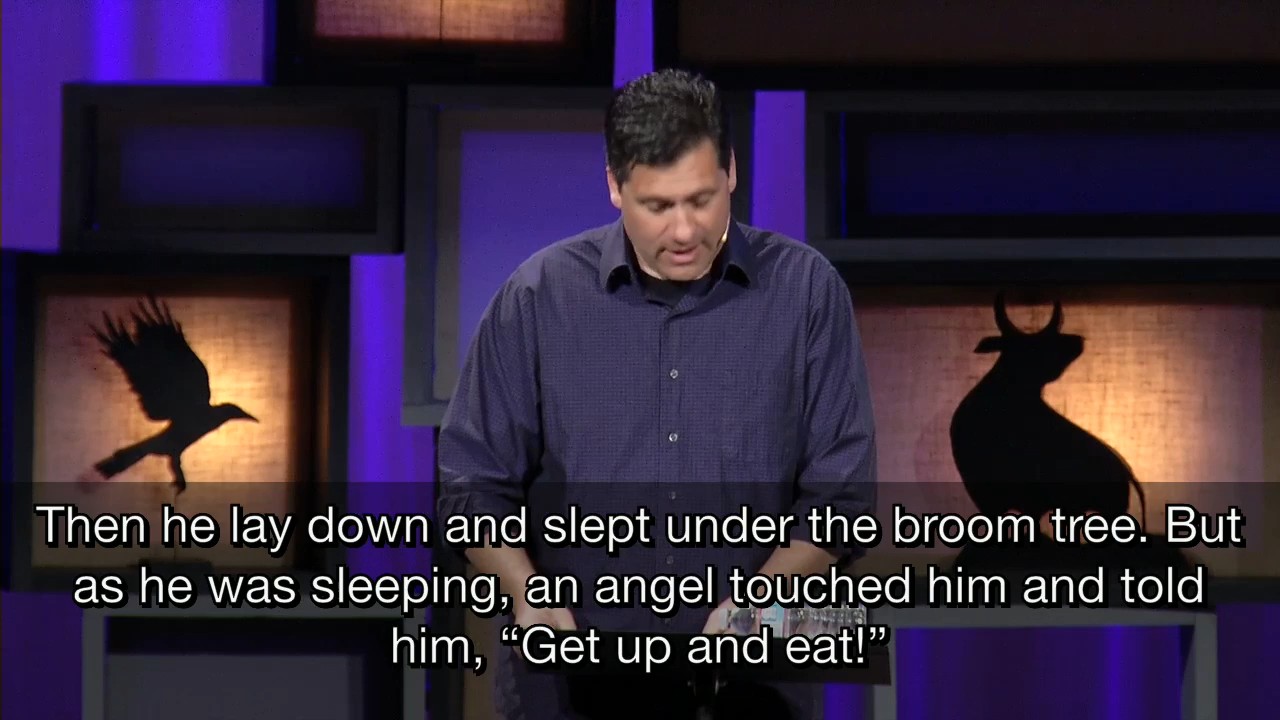 Then he lay down and slept under the broom tree. But
as he was sleeping, an angel touched him and told
him, “Get up and eat!”